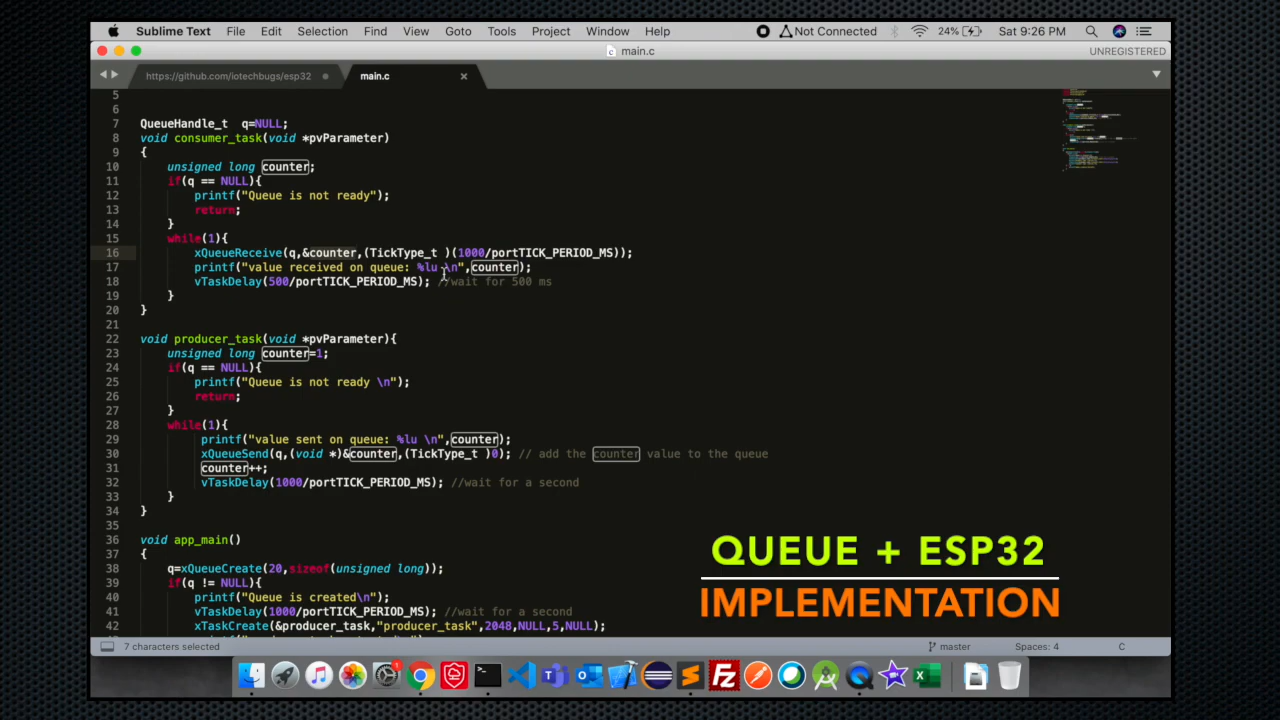 Sublime Text File Edit Selection Find View Goto Tools Project Window Help Not Connected 24% Sat 9:26 PM
main.c UNREGISTERED
https://github.com/iotechbugs/esp32 main.c
5
6
7 QueueHandle_t  q=NULL;
8 void consumer_task(void *pvParameter)
9 {
10 unsigned long counter;
11 if(q == NULL){
12 printf("Queue is not ready");
13 return;
14 }
15 while(1){
16 xQueueReceive(q,&counter,(TickType_t )(1000/portTICK_PERIOD_MS));
17 printf("value received on queue: %lu \n",counter);
18 vTaskDelay(500/portTICK_PERIOD_MS); //wait for 500 ms
19 }
20 }
21
22 void producer_task(void *pvParameter){
23 unsigned long counter=1;
24 if(q == NULL){
25 printf("Queue is not ready \n");
26 return;
27 }
28 while(1){
29 printf("value sent on queue: %lu \n",counter);
30 xQueueSend(q,(void *)&counter,(TickType_t )0); // add the counter value to the queue
31 counter++;
32 vTaskDelay(1000/portTICK_PERIOD_MS); //wait for a second
33 }
34 }
35
36 void app_main()
37 {
38 q=xQueueCreate(20,sizeof(unsigned long));
39 if(q != NULL){
40 printf("Queue is created\n");
41 vTaskDelay(1000/portTICK_PERIOD_MS); //wait for a second
42 xTaskCreate(&producer_task,"producer_task",2048,NULL,5,NULL);
QUEUE + ESP32
IMPLEMENTATION
7 characters selected master Spaces: 4 C